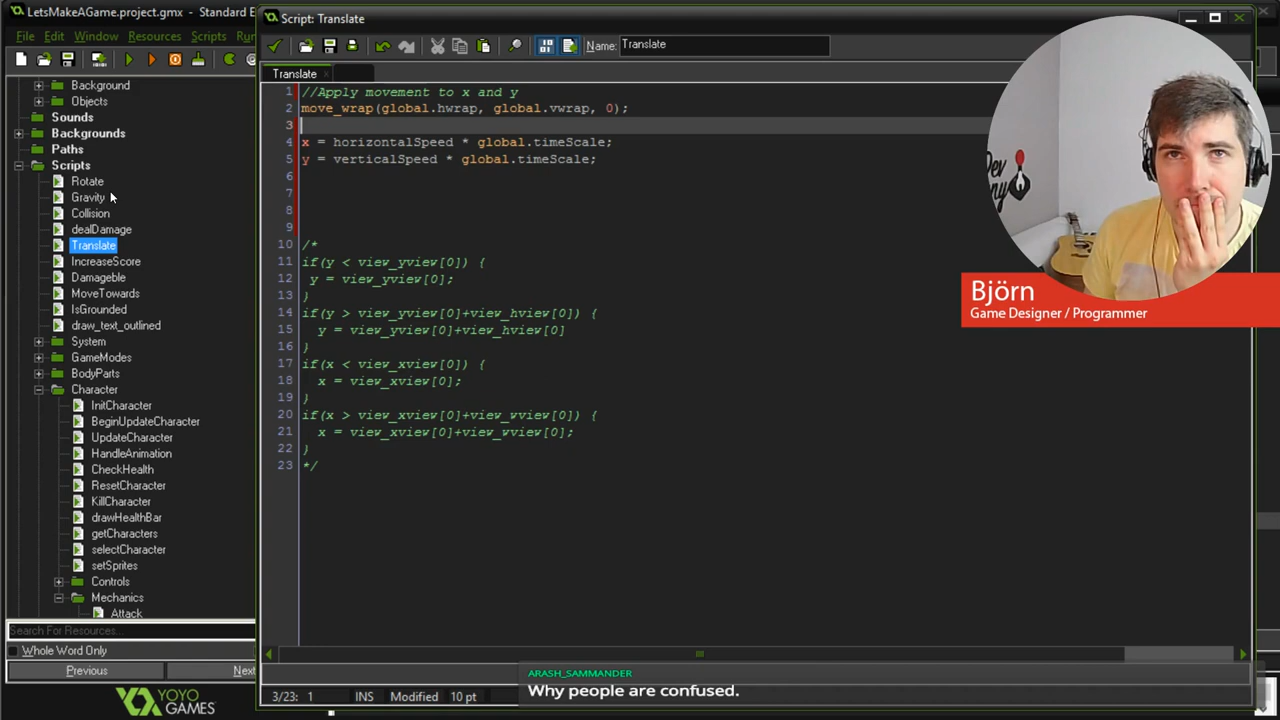 LetsMakeAGame.project.gmx - Standard E
File Edit Window Resources Scripts Ru
Background
Objects
Sounds
Backgrounds
Paths
Scripts
Rotate
Gravity
Collision
dealDamage
Translate
IncreaseScore
Damageble
MoveTowards
IsGrounded
draw_text_outlined
System
GameModes
BodyParts
Character
InitCharacter
BeginUpdateCharacter
UpdateCharacter
HandleAnimation
CheckHealth
ResetCharacter
KillCharacter
drawHealthBar
getCharacters
selectCharacter
setSprites
Controls
Mechanics
Attack
Search For Resources...
Whole Word Only
Previous Next
YOYO
GAMES™
Script: Translate
Name: Translate
Translate
1 //Apply movement to x and y
2 move_wrap(global.hwrap, global.vwrap, 0);
3
4 x = horizontalSpeed * global.timeScale;
5 y = verticalSpeed * global.timeScale;
6
7
8
9
10 /*
11 if(y < view_yview[0]) {
12 y = view_yview[0];
13 }
14 if(y > view_yview[0]+view_hview[0]) {
15 y = view_yview[0]+view_hview[0]
16 }
17 if(x < view_xview[0]) {
18 x = view_xview[0];
19 }
20 if(x > view_xview[0]+view_wview[0]) {
21 x = view_xview[0]+view_wview[0];
22 }
23 */
3/23: 1 INS Modified 10 pt
Björn
Game Designer / Programmer
ARASH_SAMMANDER
Why people are confused.